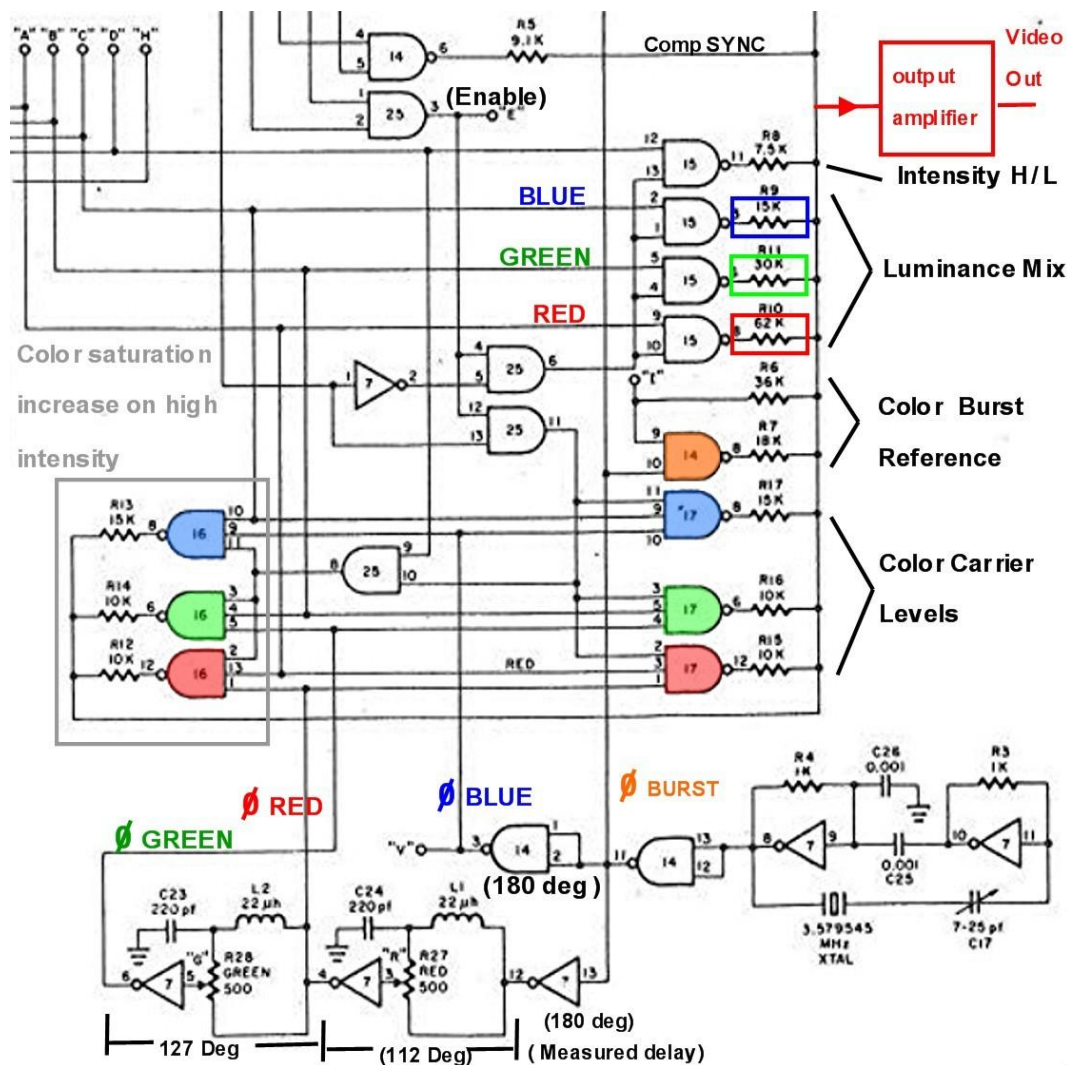 "A" "B" "C" "D" "H"
4
5
14
6
R5
9.1K
Comp SYNC
Video
Out
output
amplifier
(Enable)
1
2
25
3
"E"
12
13
15
11
R8
7.5K
Intensity H/L
BLUE
2
1
15
3
R9
15K
GREEN
5
4
15
R11
30K
Luminance Mix
RED
9
10
15
8
R10
62K
Color saturation
increase on high
intensity
1
7
2
4
5
25
6
12
13
25
11
R6
36K
9
10
14
8
R7
18K
Color Burst
Reference
R13
15K
8
16
10
9
11
11
9
10
17
8
R17
15K
8
25
9
10
R14
10K
6
16
3
4
5
3
5
4
17
6
R16
10K
Color Carrier
Levels
R12
10K
12
16
2
13
1
RED
2
3
1
17
12
R15
10K
Ø GREEN
Ø RED
Ø BLUE
Ø BURST
"V"
3
14
1
2
(180 deg)
11
14
13
12
R4
1K
C26
0.001
R3
1K
8
7
9
0.001
C25
10
7
11
3.579545
MHz
XTAL
7-25 pf
C17
C23
220 pf
L2
22 µh
C24
220 pf
L1
22 µh
6
7
5
"G"
R28
GREEN
500
4
7
3
"R"
R27
RED
500
12
7
13
127 Deg
(112 Deg)
(180 deg)
( Measured delay)